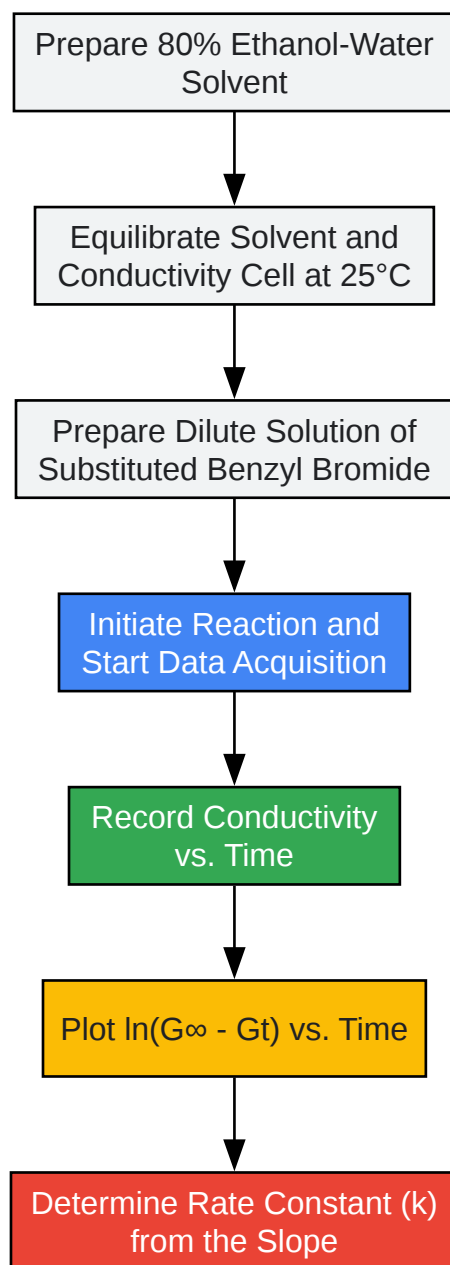 Prepare 80% Ethanol-Water
Solvent
Equilibrate Solvent and
Conductivity Cell at 25°C
Prepare Dilute Solution of
Substituted Benzyl Bromide
Initiate Reaction and
Start Data Acquisition
Record Conductivity
vs. Time
Plot ln(G∞ - Gt) vs. Time
Determine Rate Constant (k)
from the Slope